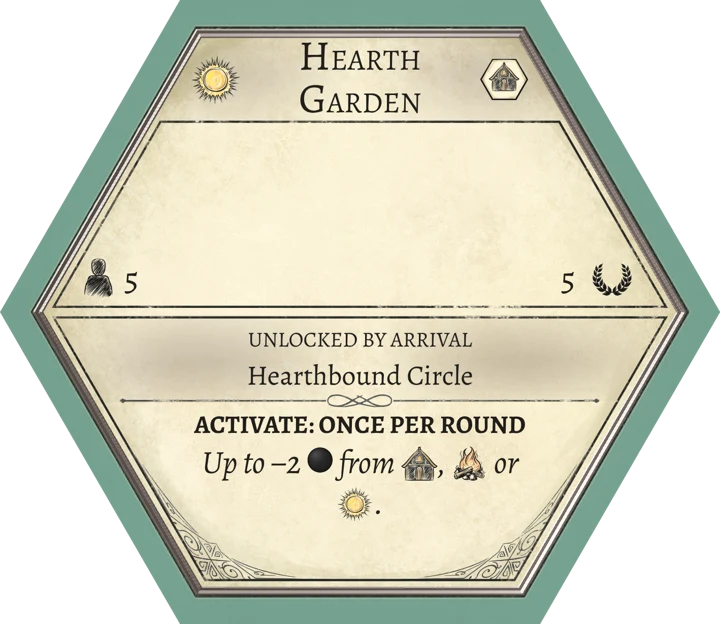 Hearth
Garden
5
5
UNLOCKED BY ARRIVAL
Hearthbound Circle
ACTIVATE: ONCE PER ROUND
Up to –2 from , or
.